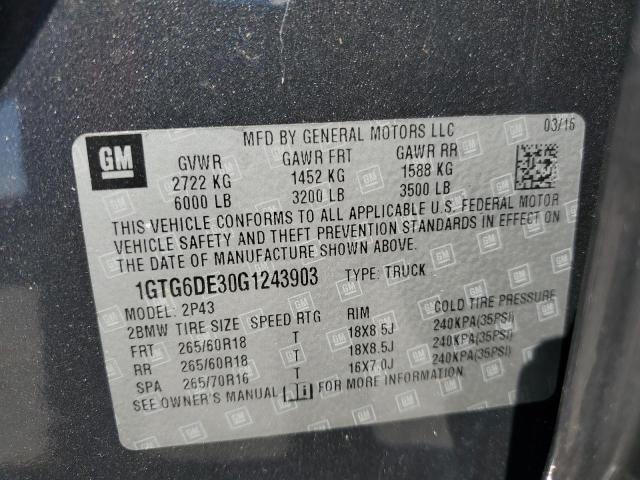 GM
MFD BY GENERAL MOTORS LLC 03/16
GVWR GAWR FRT GAWR RR
2722 KG 1452 KG 1588 KG
6000 LB 3200 LB 3500 LB
THIS VEHICLE CONFORMS TO ALL APPLICABLE U.S. FEDERAL MOTOR
VEHICLE SAFETY AND THEFT PREVENTION STANDARDS IN EFFECT ON
THE DATE OF MANUFACTURE SHOWN ABOVE.
1GTG6DE30G1243903 TYPE: TRUCK
MODEL: 2P43
2BMW TIRE SIZE SPEED RTG RIM COLD TIRE PRESSURE
FRT 265/60R18 T 18X8.5J 240KPA(35PSI)
RR 265/60R18 T 18X8.5J 240KPA(35PSI)
SPA 265/70R16 T 16X7.0J 240KPA(35PSI)
SEE OWNER'S MANUAL FOR MORE INFORMATION.